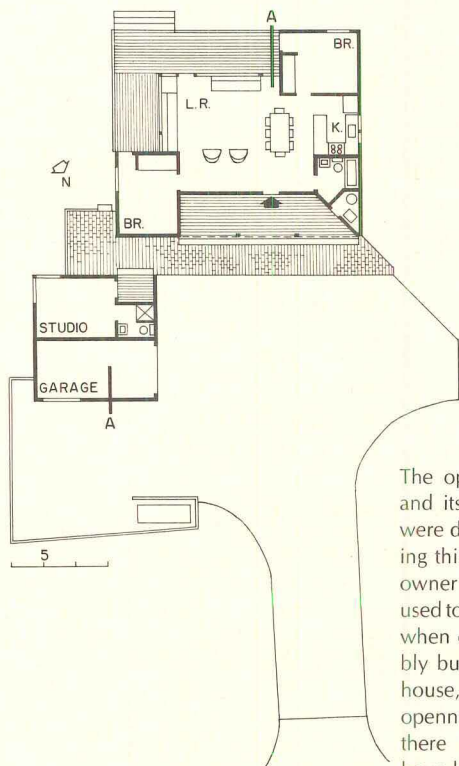 A
BR.
L.R.
K.
N
BR.
STUDIO
GARAGE
A
5
The op
and its
were d
ing thi
owner
used to
when
bly bu
house,
openn
there